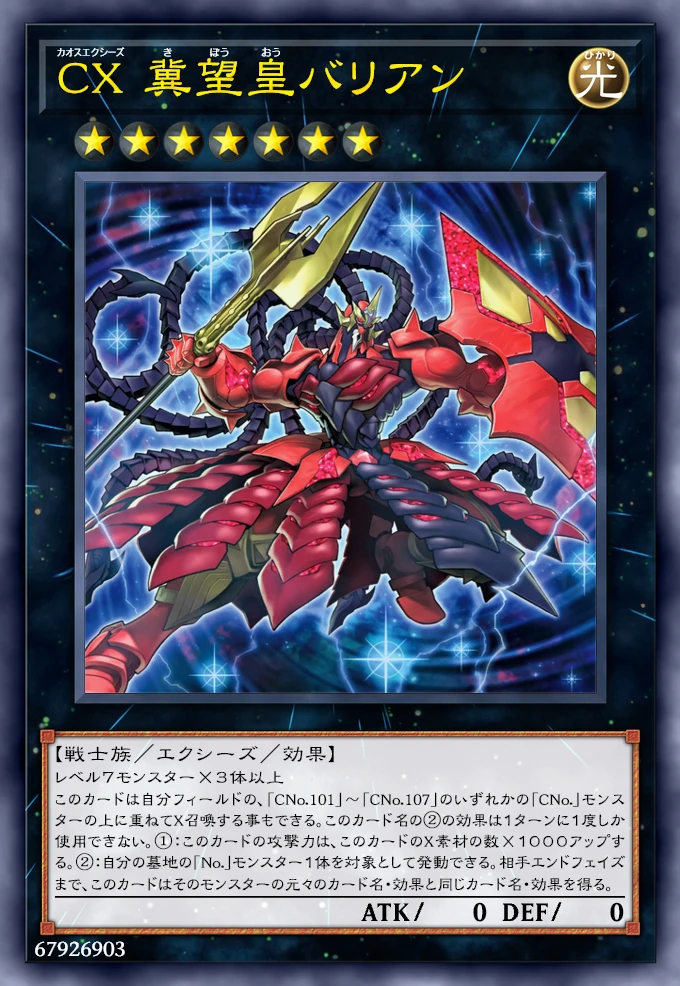 カオスエクシーズ き ぼう おう
CX 冀望皇バリアン
ひかり
光
【戦士族／エクシーズ／効果】
レベル７モンスター×３体以上
このカードは自分フィールドの、「CNo.101」～「CNo.107」のいずれかの「CNo.」モンス
ターの上に重ねてX召喚する事もできる。このカード名の②の効果は１ターンに１度しか
使用できない。①：このカードの攻撃力は、このカードのX素材の数×１０００アップす
る。②：自分の墓地の「No.」モンスター１体を対象として発動できる。相手エンドフェイズ
まで、このカードはそのモンスターの元々のカード名・効果と同じカード名・効果を得る。
ATK/ 0 DEF/ 0
67926903